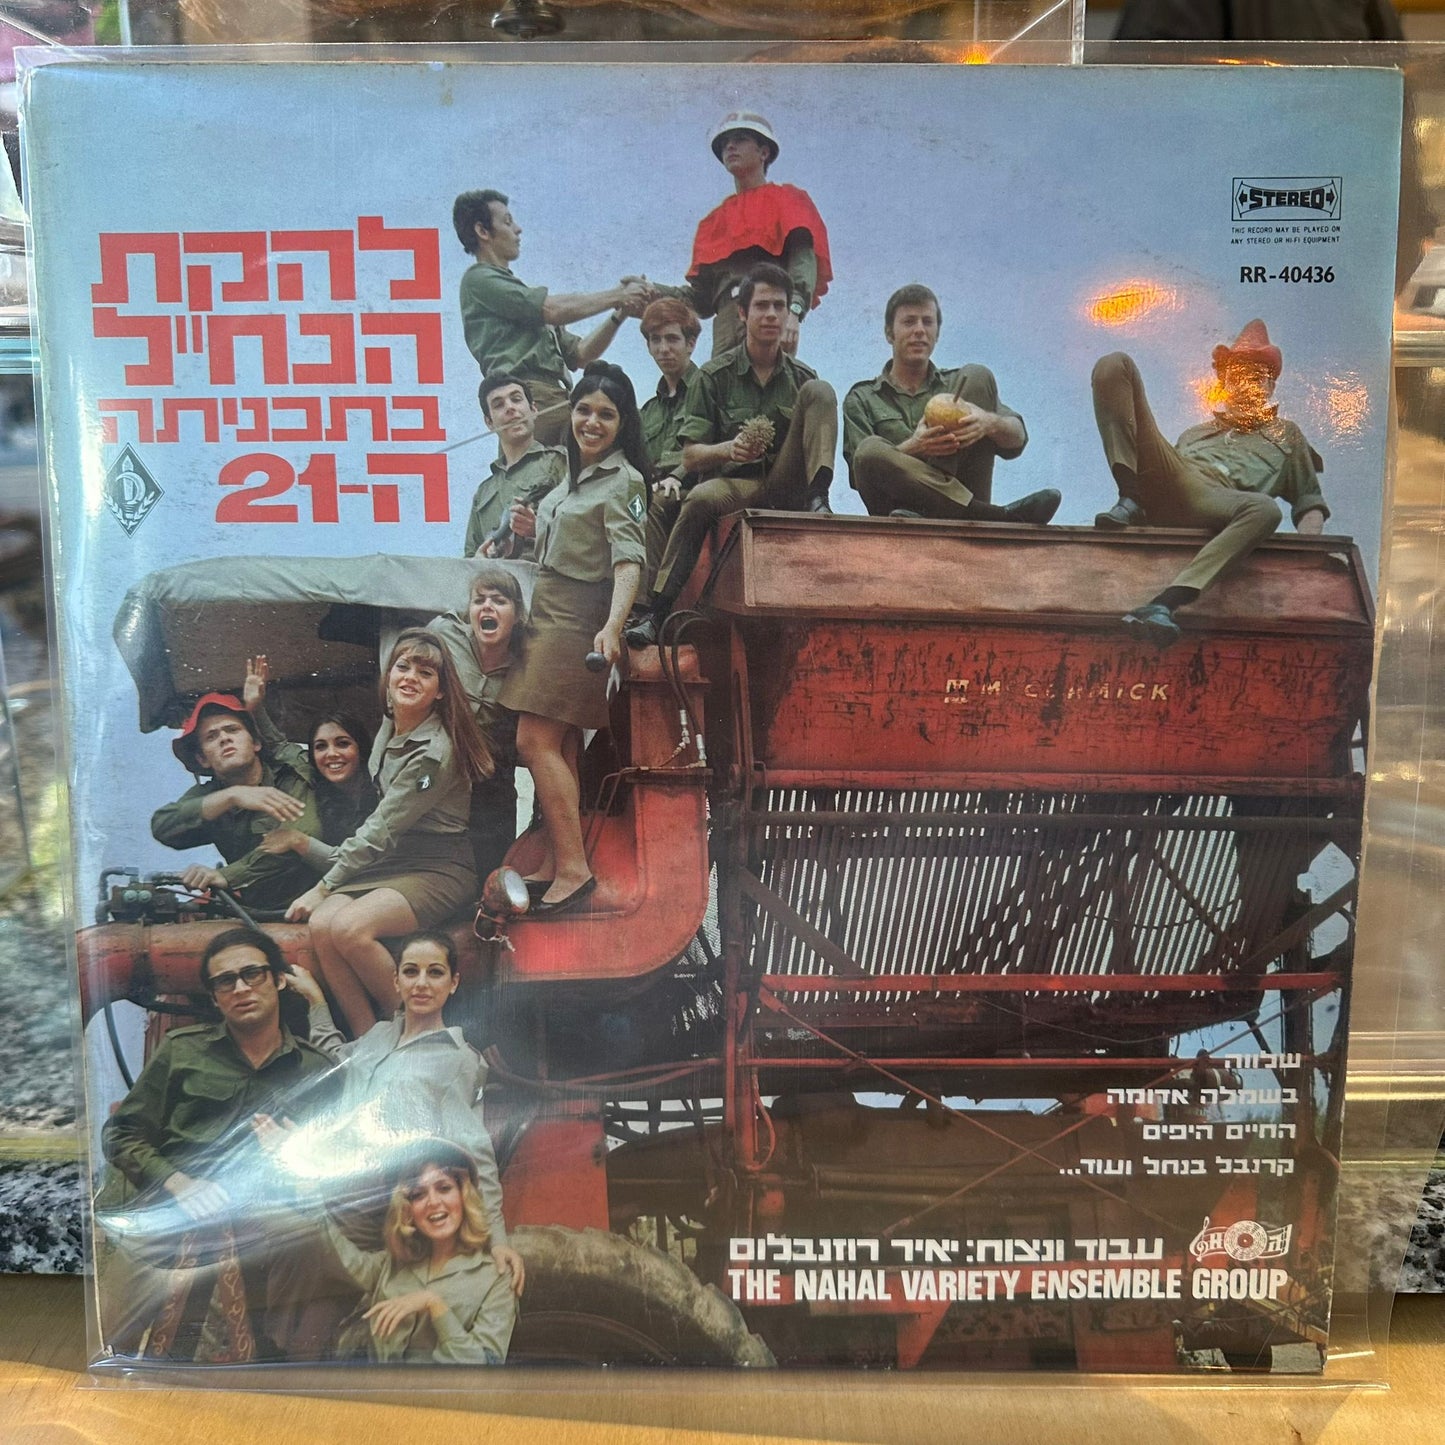 להקת
הנח״ל
בתכניתה
ה-21
STEREO
THIS RECORD MAY BE PLAYED ON
ANY STEREO OR HI-FI EQUIPMENT
RR-40436
McCORMICK
שלווה
בשמלה אדומה
החיים היפים
קרנבל בנחל ועוד...
עבוד ונצוח: יאיר רוזנבלום
THE NAHAL VARIETY ENSEMBLE GROUP